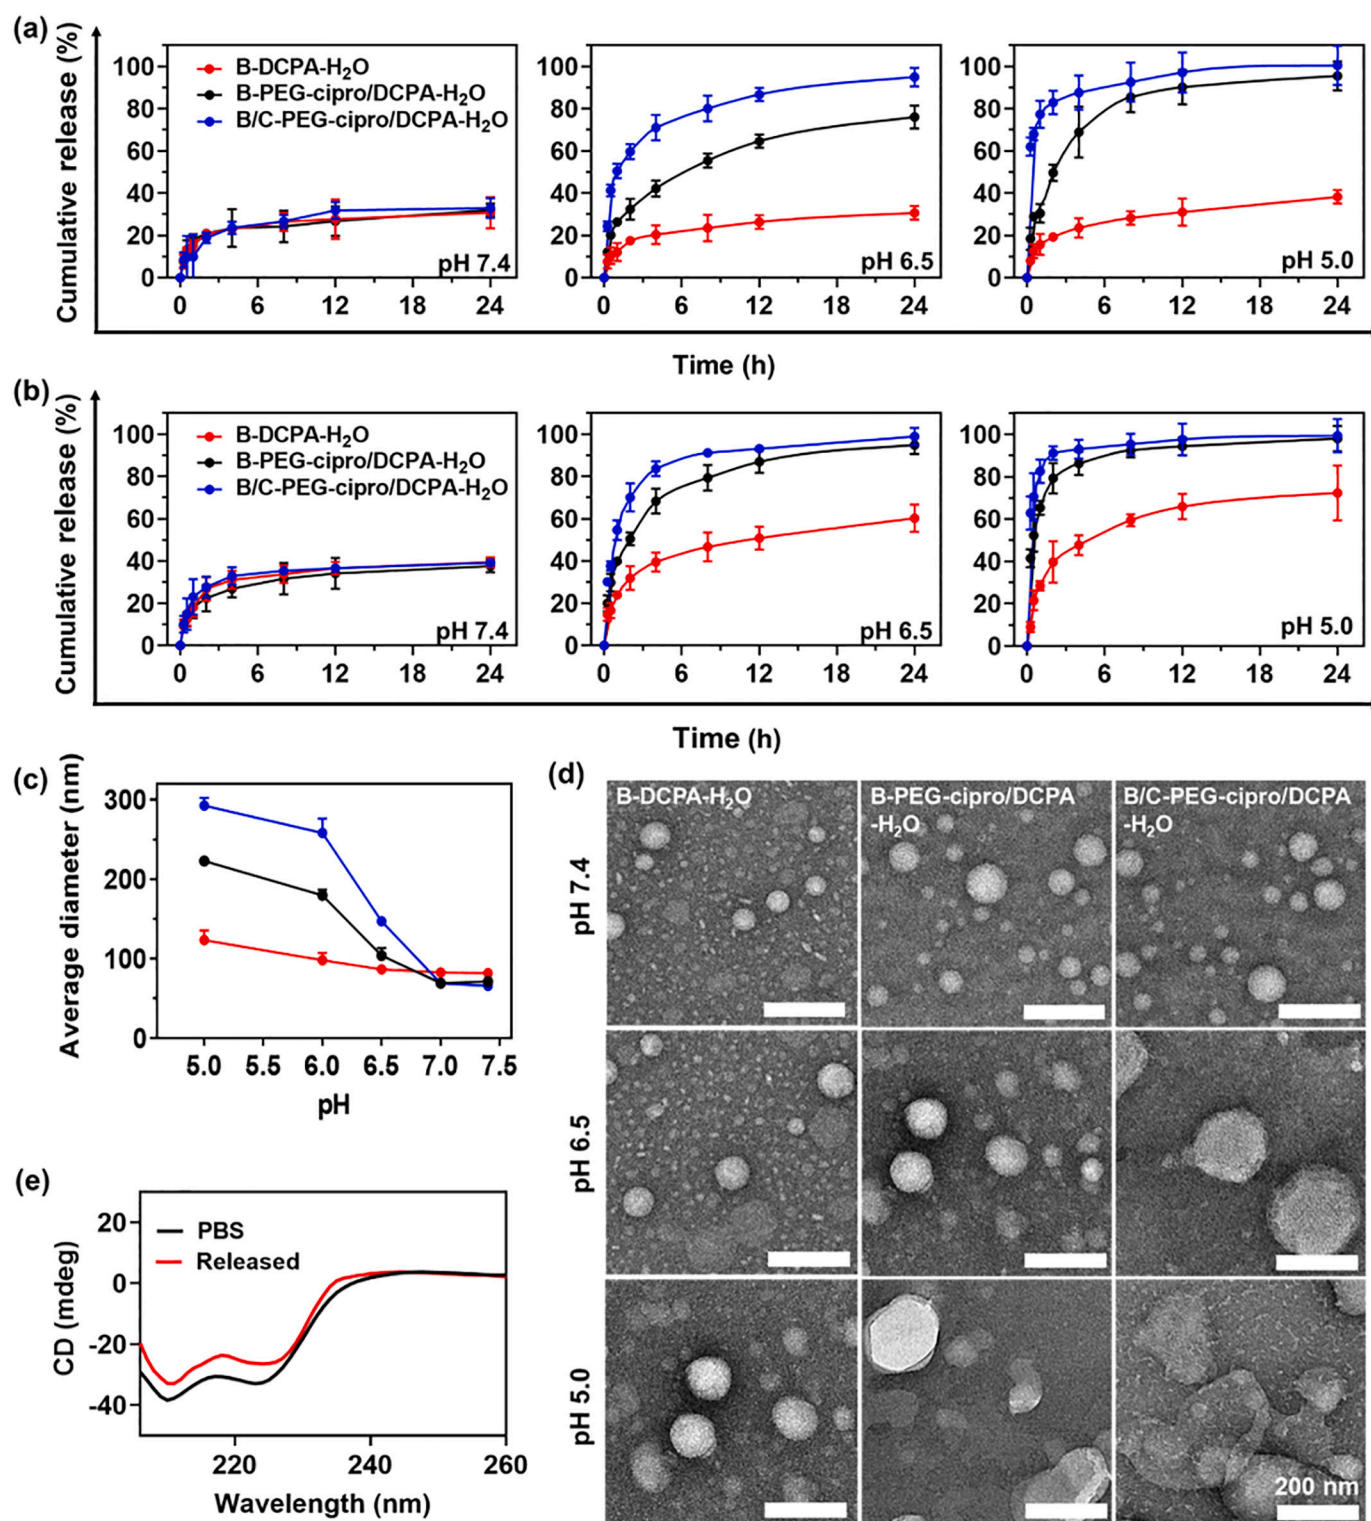 (a)
Cumulative release (%)
B-DCPA-H₂O
B-PEG-cipro/DCPA-H₂O
B/C-PEG-cipro/DCPA-H₂O
100
80
60
40
20
0
pH 7.4
0 6 12 18 24
100
80
60
40
20
0
pH 6.5
0 6 12 18 24
100
80
60
40
20
0
pH 5.0
0 6 12 18 24
Time (h)
(b)
Cumulative release (%)
B-DCPA-H₂O
B-PEG-cipro/DCPA-H₂O
B/C-PEG-cipro/DCPA-H₂O
100
80
60
40
20
0
pH 7.4
0 6 12 18 24
100
80
60
40
20
0
pH 6.5
0 6 12 18 24
100
80
60
40
20
0
pH 5.0
0 6 12 18 24
Time (h)
(c)
Average diameter (nm)
300
200
100
0
5.0 5.5 6.0 6.5 7.0 7.5
pH
(d)
B-DCPA-H₂O
B-PEG-cipro/DCPA
-H₂O
B/C-PEG-cipro/DCPA
-H₂O
pH 7.4
pH 6.5
pH 5.0
200 nm
(e)
CD (mdeg)
PBS
Released
20
0
-20
-40
220 240 260
Wavelength (nm)